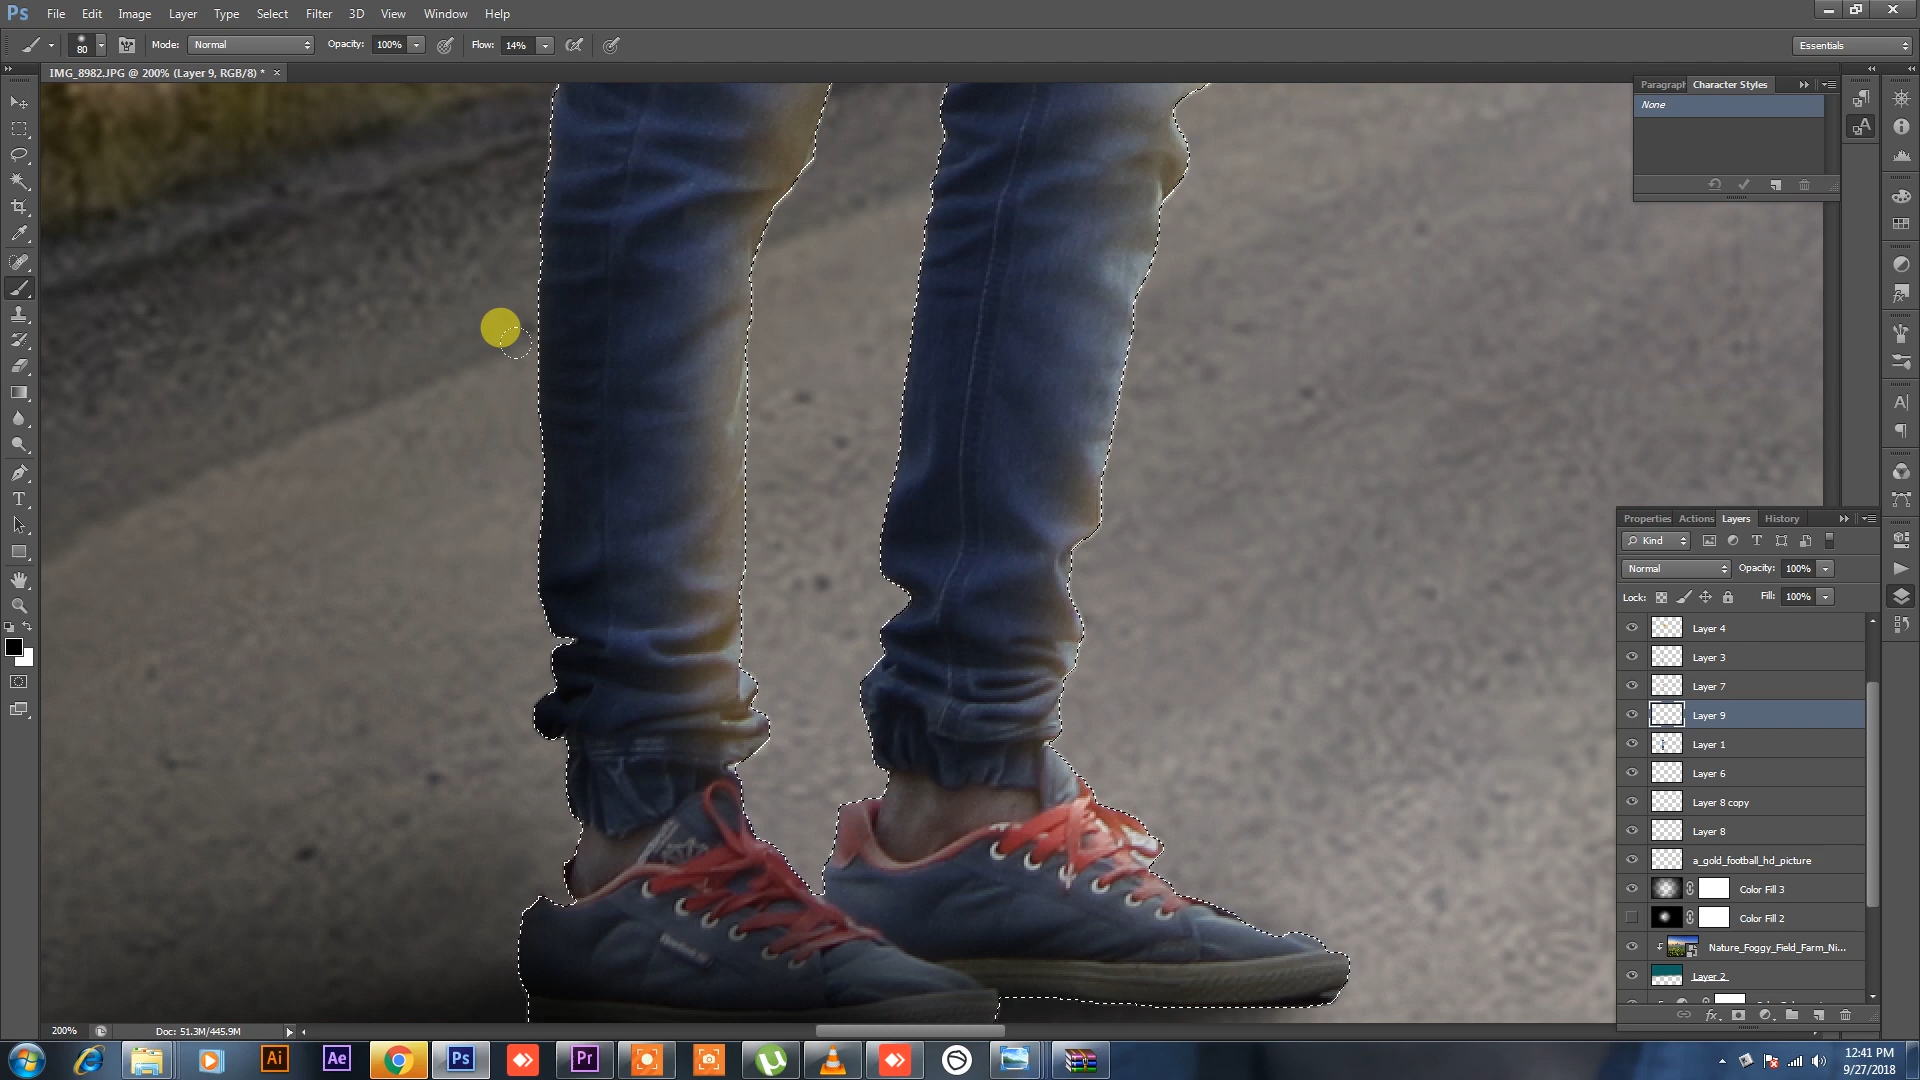 Ps File Edit Image Layer Type Select Filter 3D View Window Help
80 Mode: Normal Opacity: 100% Flow: 14% Essentials
IMG_8982.JPG @ 200% (Layer 9, RGB/8) * ×
Paragraph Character Styles
None
Properties Actions Layers History
Kind
Normal Opacity: 100%
Lock: Fill: 100%
Layer 4
Layer 3
Layer 7
Layer 9
Layer 1
Layer 6
Layer 8 copy
Layer 8
a_gold_football_hd_picture
Color Fill 3
Color Fill 2
Nature_Foggy_Field_Farm_Ni...
Layer 2
200% Doc: 51.3M/445.9M
Ai Ae Ps Pr
12:41 PM
9/27/2018